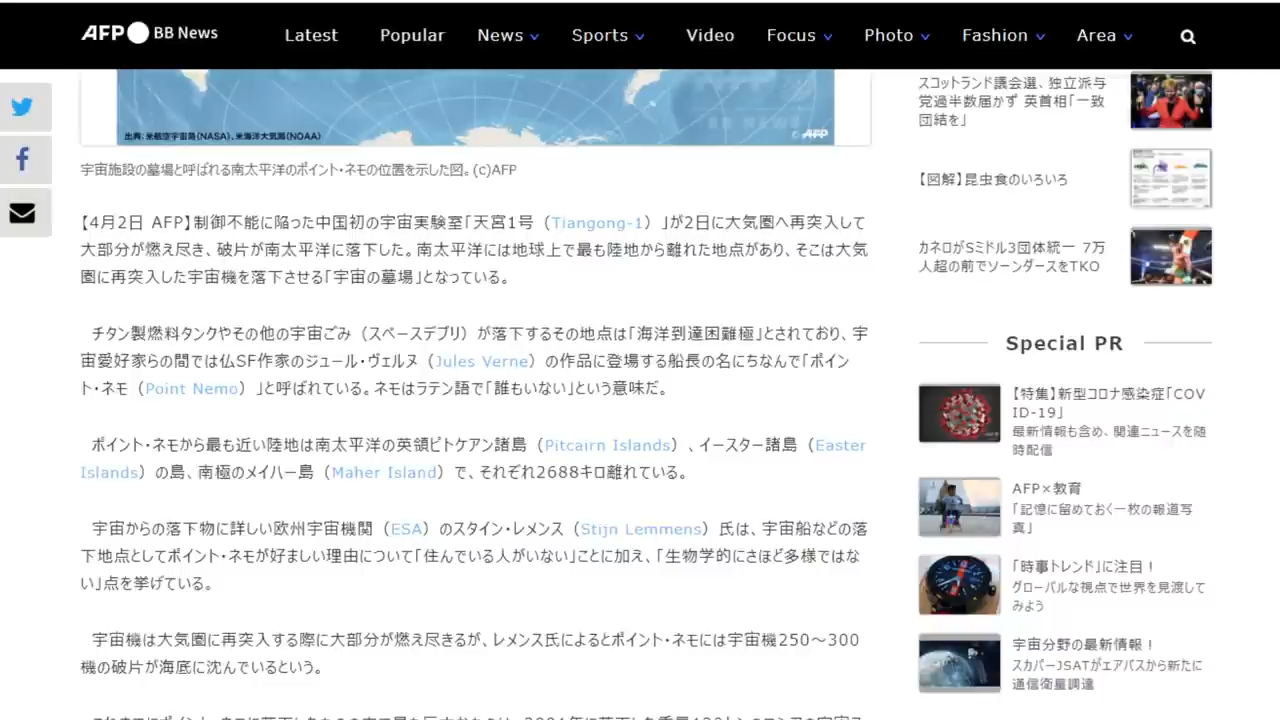 AFP BB News
Latest Popular News Sports Video Focus Photo Fashion Area
出典：米航空宇宙局(NASA)、米海洋大気局(NOAA)
© AFP
宇宙施設の墓場と呼ばれる南太平洋のポイント・ネモの位置を示した図。(c)AFP
【4月2日 AFP】制御不能に陥った中国初の宇宙実験室「天宮1号（Tiangong-1）」が2日に大気圏へ再突入して
大部分が燃え尽き、破片が南太平洋に落下した。南太平洋には地球上で最も陸地から離れた地点があり、そこは大気
圏に再突入した宇宙機を落下させる「宇宙の墓場」となっている。
チタン製燃料タンクやその他の宇宙ごみ（スペースデブリ）が落下するその地点は「海洋到達困難極」とされており、宇
宙愛好家らの間では仏SF作家のジュール・ヴェルヌ（Jules Verne）の作品に登場する船長の名にちなんで「ポイン
ト・ネモ（Point Nemo）」と呼ばれている。ネモはラテン語で「誰もいない」という意味だ。
ポイント・ネモから最も近い陸地は南太平洋の英領ピトケアン諸島（Pitcairn Islands）、イースター諸島（Easter
Islands）の島、南極のメイハー島（Maher Island）で、それぞれ2688キロ離れている。
宇宙からの落下物に詳しい欧州宇宙機関（ESA）のスタイン・レメンス（Stijn Lemmens）氏は、宇宙船などの落
下地点としてポイント・ネモが好ましい理由について「住んでいる人がいない」ことに加え、「生物学的にさほど多様ではな
い」点を挙げている。
宇宙機は大気圏に再突入する際に大部分が燃え尽きるが、レメンス氏によるとポイント・ネモには宇宙機250～300
機の破片が海底に沈んでいるという。
スコットランド議会選、独立派与
党過半数届かず 英首相「一致
団結を」
【図解】昆虫食のいろいろ
カネロがSミドル3団体統一 7万
人超の前でソーンダースをTKO
Special PR
【特集】新型コロナ感染症「COV
ID-19」
最新情報も含め、関連ニュースを随
時配信
AFP×教育
「記憶に留めておく一枚の報道写
真」
「時事トレンド」に注目！
グローバルな視点で世界を見渡して
みよう
宇宙分野の最新情報！
スカパーJSATがエアバスから新たに
通信衛星調達